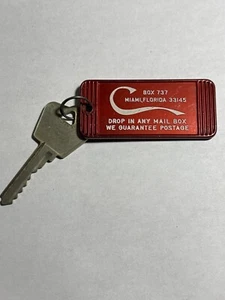 BOX 737
MIAMI, FLORIDA 33145
DROP IN ANY MAIL BOX
WE GUARANTEE POSTAGE